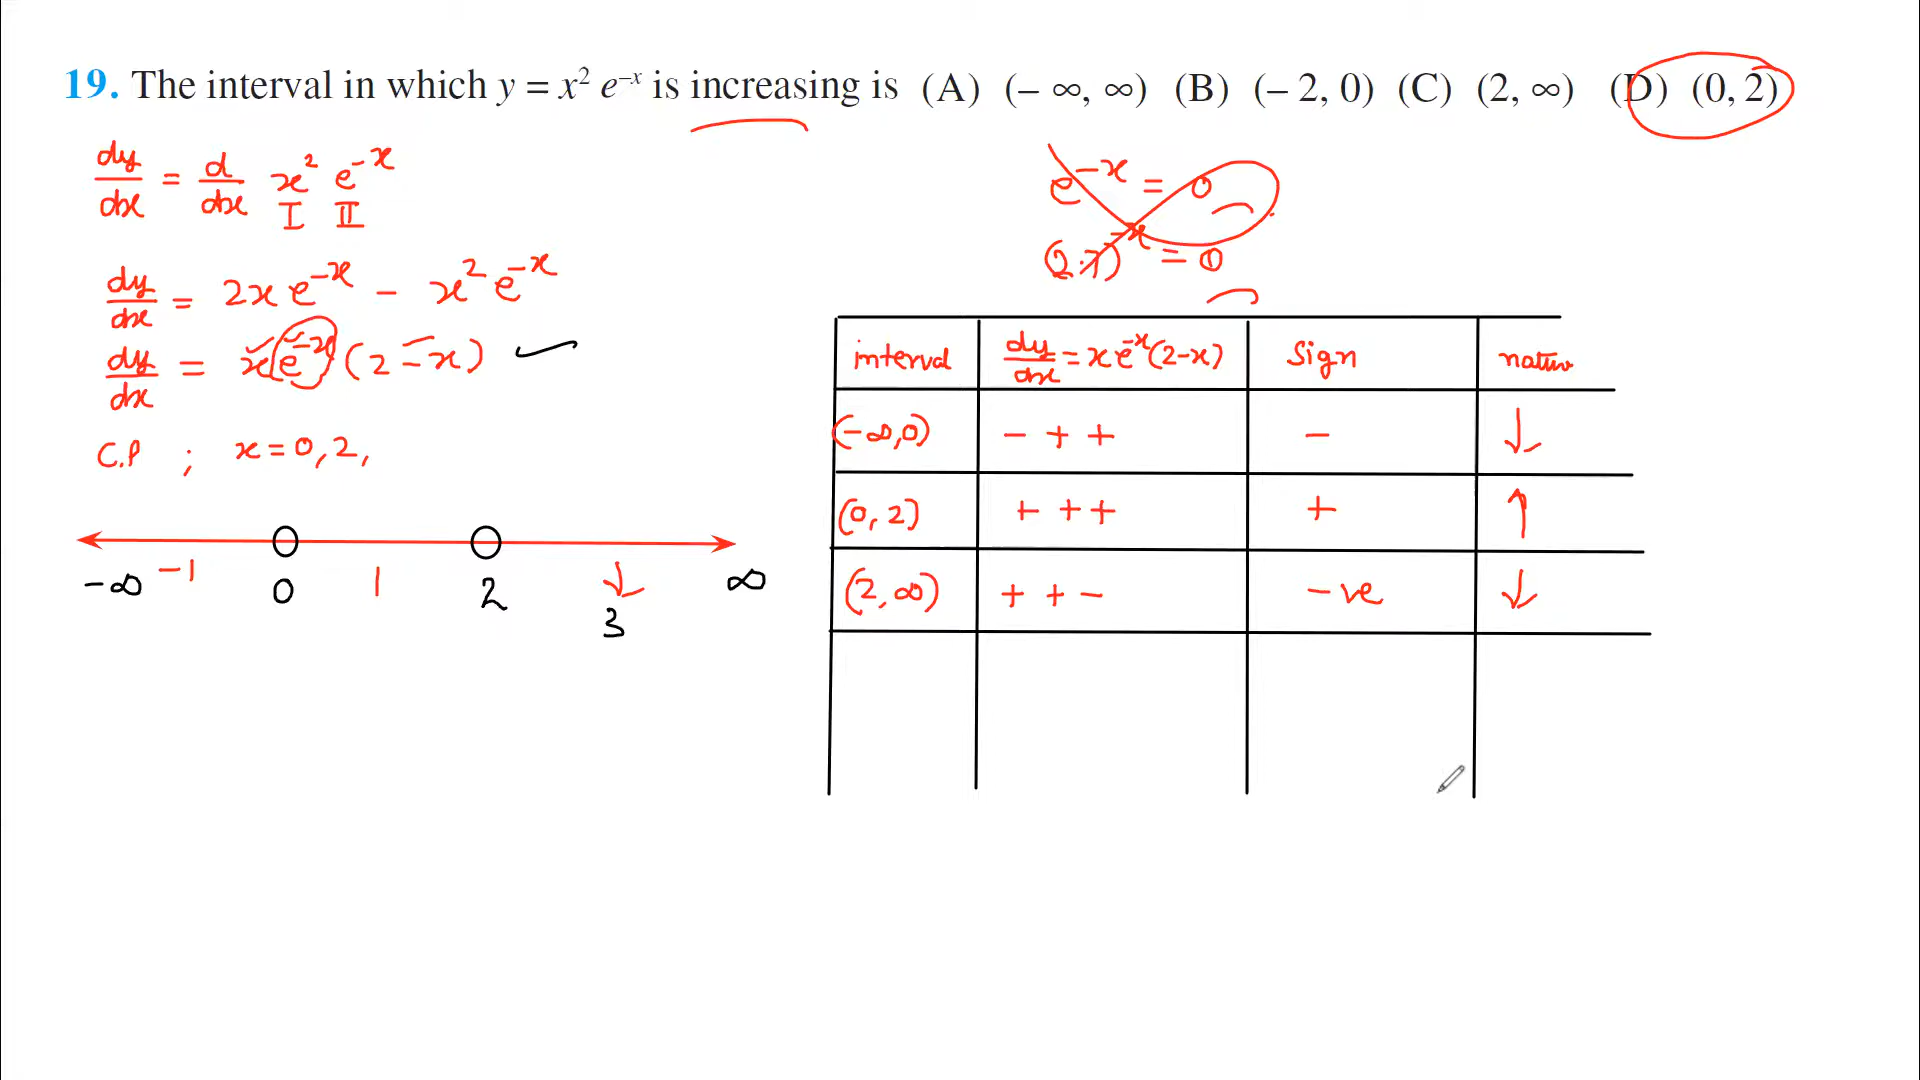 19. The interval in which y = x² e⁻ˣ is increasing is (A) (– ∞, ∞) (B) (– 2, 0) (C) (2, ∞) (D) (0, 2)
dy/dx = d/dx x² e⁻ˣ
I II
dy/dx = 2x e⁻ˣ – x² e⁻ˣ
dy/dx = x e⁻ˣ (2 – x)
C.P ; x = 0, 2,
-∞ -1 0 1 2 ↓ ∞
3
e⁻ˣ = 0
(2.7)⁻ˣ = 0
interval dy/dx = x e⁻ˣ (2-x) Sign
(-∞,0) - + + - ↓
(0, 2) + + + + ↑
(2, ∞) + + - -ve ↓